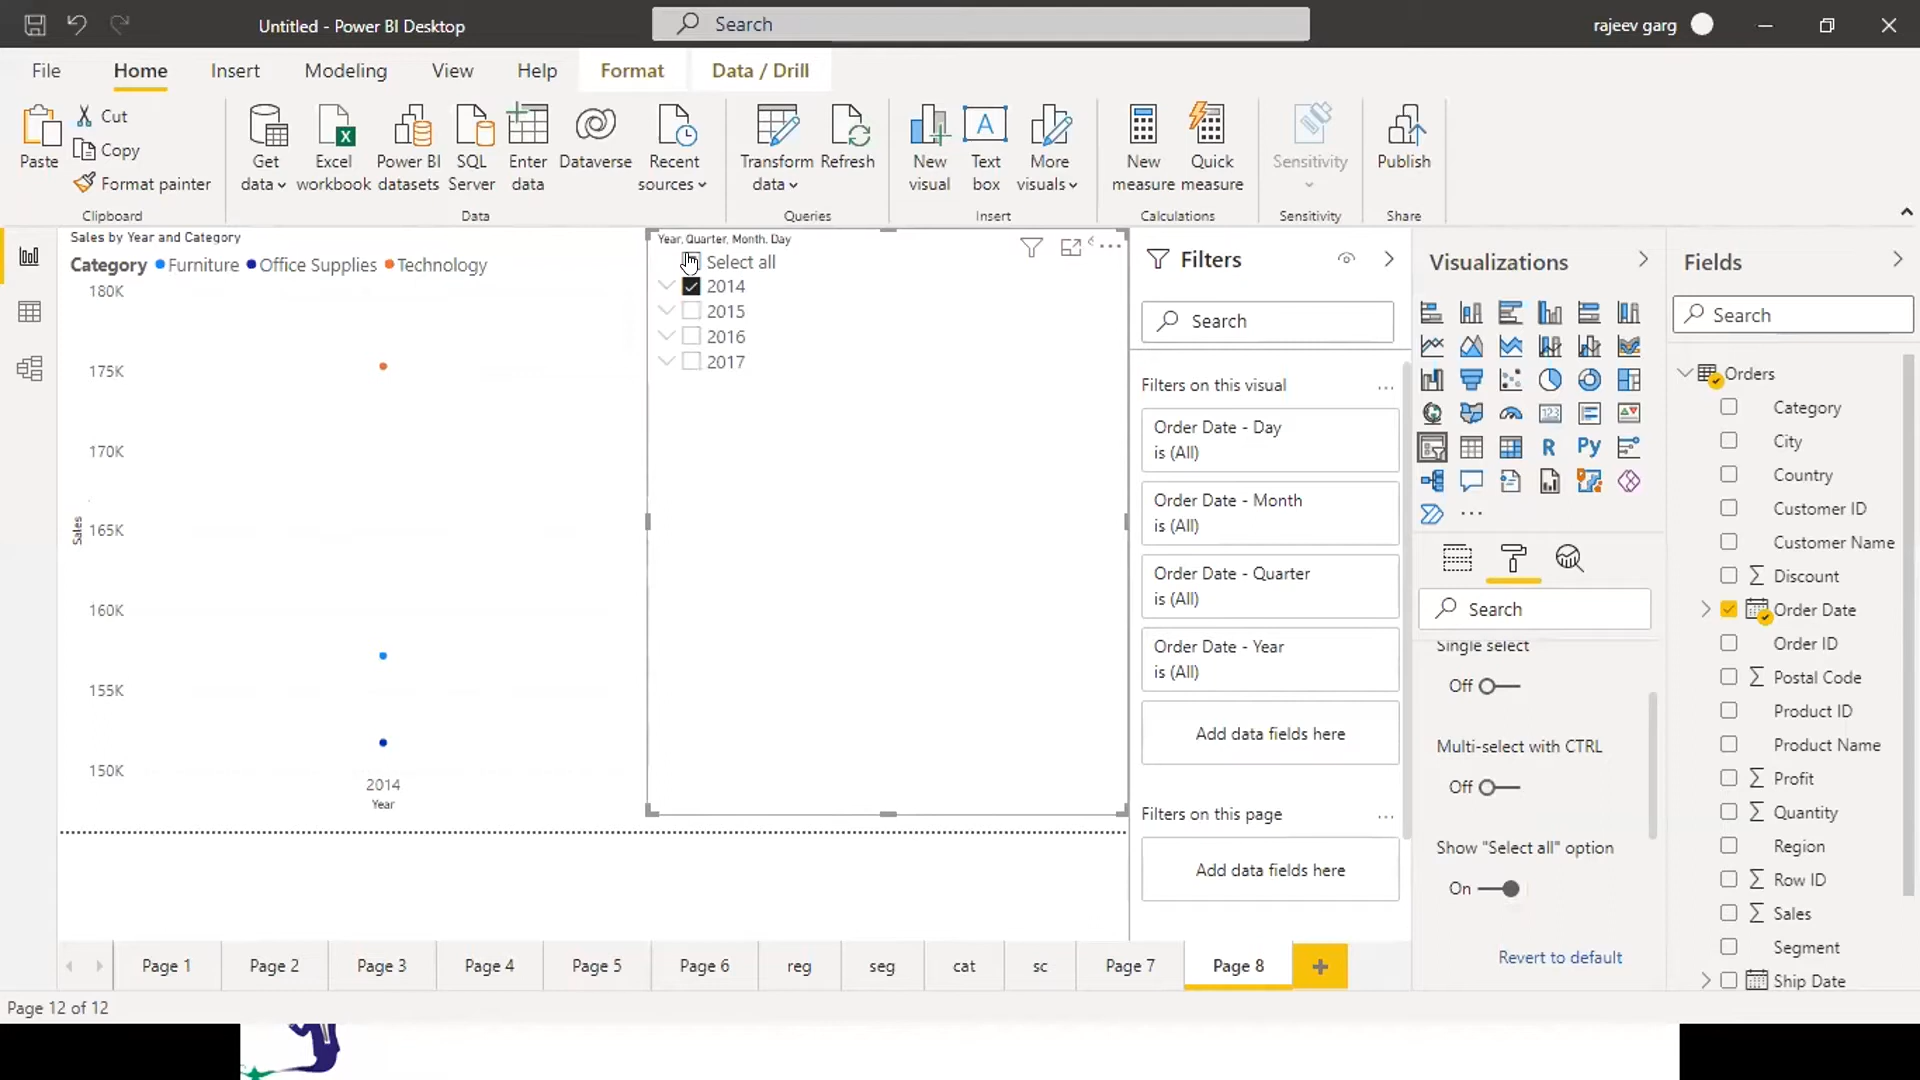 Untitled - Power BI Desktop
Search
rajeev garg
File
Home
Insert
Modeling
View
Help
Format
Data / Drill
Paste
Cut
Copy
Format painter
Clipboard
Get data
Excel workbook
Power BI datasets
SQL Server
Enter data
Dataverse
Recent sources
Data
Transform data
Refresh
Queries
New visual
Text box
More visuals
Insert
New measure
Quick measure
Calculations
Sensitivity
Sensitivity
Publish
Share
Sales by Year and Category
Category Furniture Office Supplies Technology
180K
175K
170K
165K
160K
155K
150K
Sales
2014
Year
Year, Quarter, Month, Day
Select all
2014
2015
2016
2017
Filters
Search
Filters on this visual
Order Date - Day
is (All)
Order Date - Month
is (All)
Order Date - Quarter
is (All)
Order Date - Year
is (All)
Add data fields here
Filters on this page
Add data fields here
Visualizations
R
Py
123
Search
Single select
Off
Multi-select with CTRL
Off
Show "Select all" option
On
Revert to default
Fields
Search
Orders
Category
City
Country
Customer ID
Customer Name
Discount
Order Date
Order ID
Postal Code
Product ID
Product Name
Profit
Quantity
Region
Row ID
Sales
Segment
Ship Date
Page 1
Page 2
Page 3
Page 4
Page 5
Page 6
reg
seg
cat
sc
Page 7
Page 8
Page 12 of 12